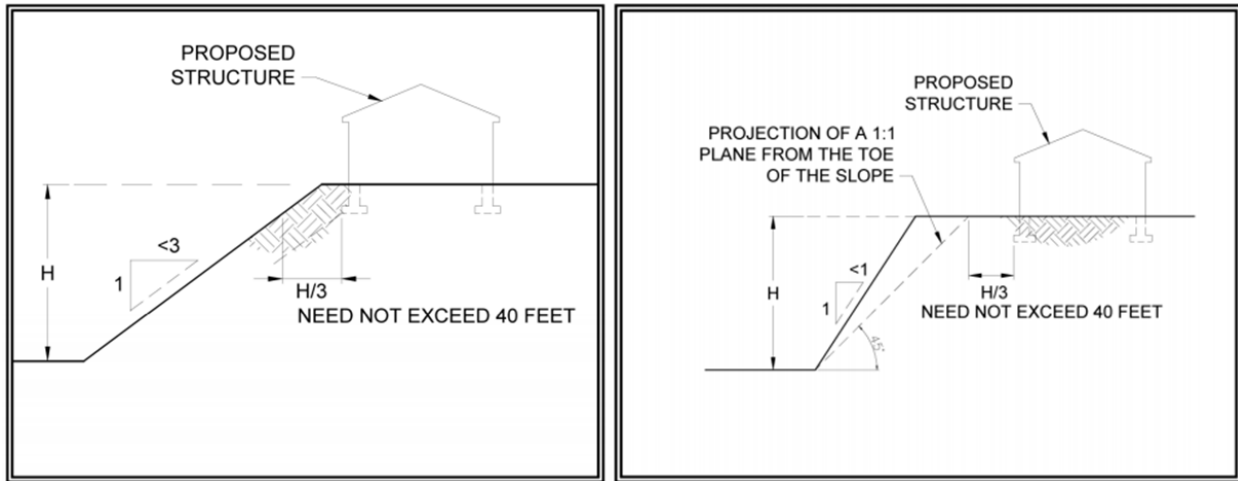 PROPOSED
STRUCTURE
H
<3
1
H/3
NEED NOT EXCEED 40 FEET
PROPOSED
STRUCTURE
PROJECTION OF A 1:1
PLANE FROM THE TOE
OF THE SLOPE
H
<1
1
H/3
NEED NOT EXCEED 40 FEET
45°